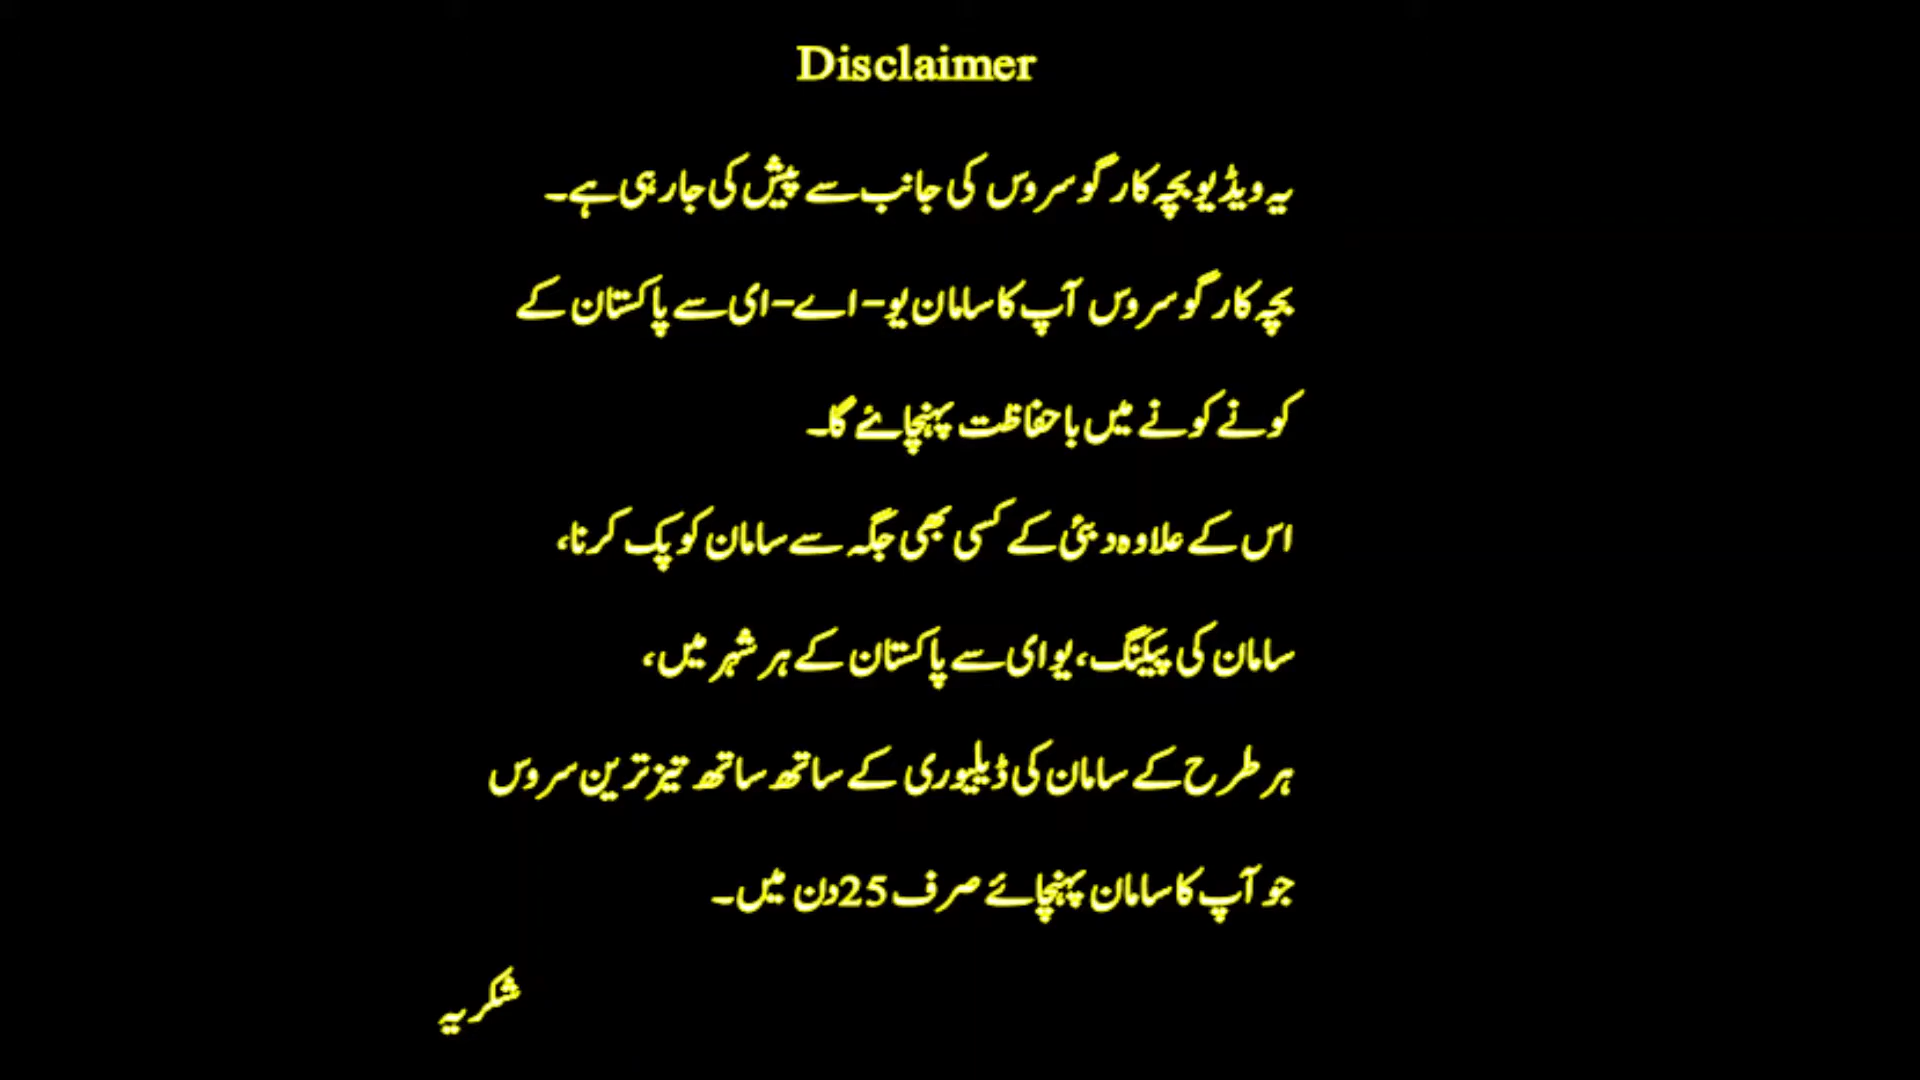 Disclaimer
یہ ویڈیو بچہ کارگو سروس کی جانب سے پیش کی جارہی ہے۔
بچہ کارگو سروس آپ کا سامان یو-اے-ای سے پاکستان کے
کونے کونے میں باحفاظت پہنچائے گا۔
اس کے علاوہ دبئی کے کسی بھی جگہ سے سامان کو پک کرنا،
سامان کی پیکنگ، یو ای سے پاکستان کے ہر شہر میں،
ہر طرح کے سامان کی ڈیلیوری کے ساتھ ساتھ تیز ترین سروس
جو آپ کا سامان پہنچائے صرف 25 دن میں۔
شکریہ